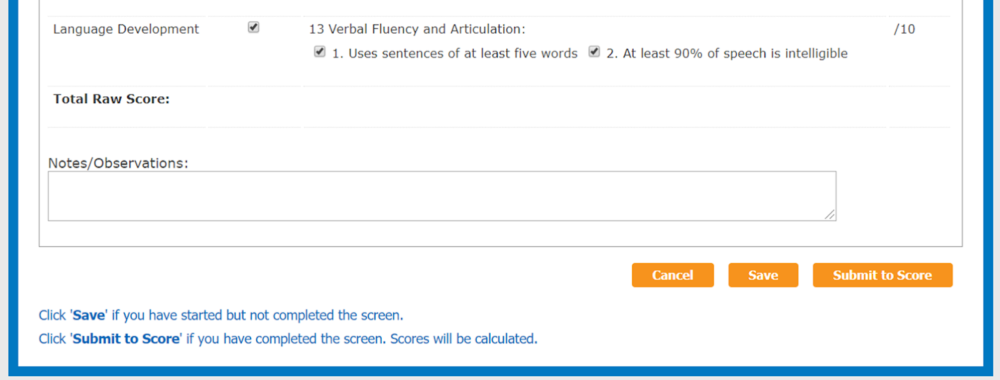 Language Development 13 Verbal Fluency and Articulation: /10
1. Uses sentences of at least five words 2. At least 90% of speech is intelligible
Total Raw Score:
Notes/Observations:
Cancel Save Submit to Score
Click 'Save' if you have started but not completed the screen.
Click 'Submit to Score' if you have completed the screen. Scores will be calculated.